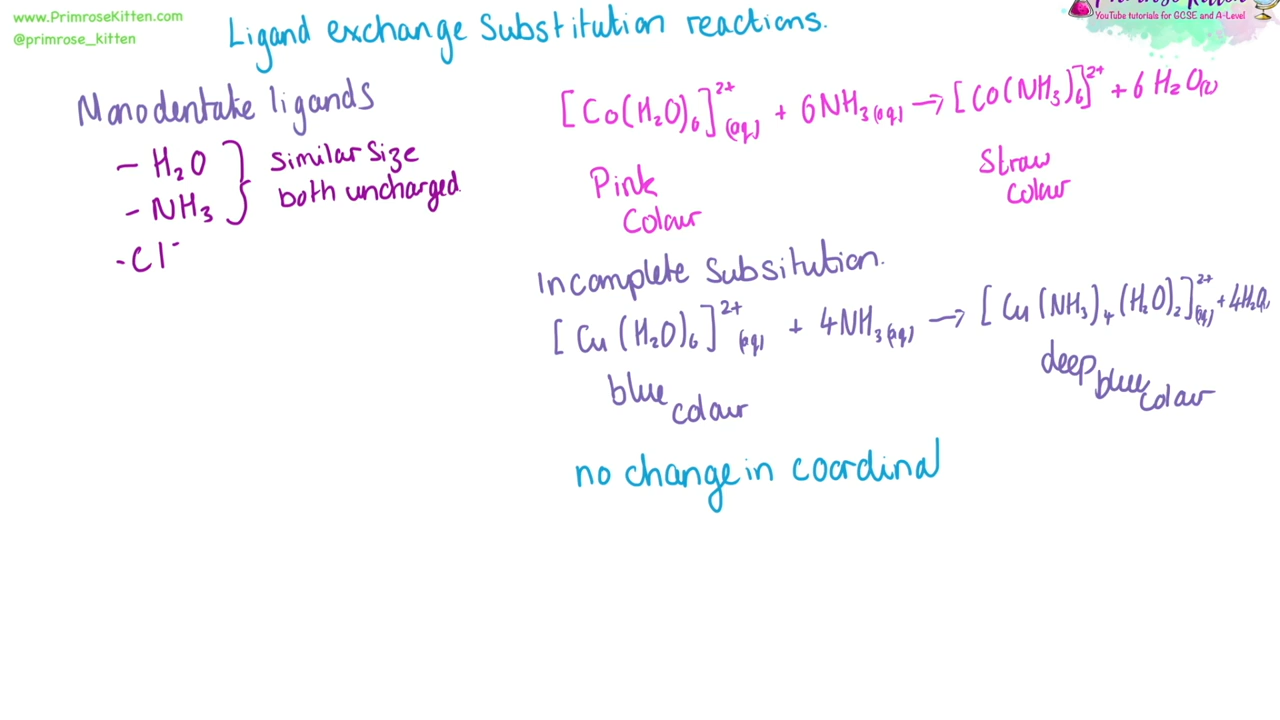 www.PrimroseKitten.com
@primrose_kitten
Primrose Kitten
YouTube tutorials for GCSE and A-Level
Ligand exchange Substitution reactions.
Monodentate ligands
- H₂O
- NH₃
similar size
both uncharged
- Cl⁻
[Co(H₂O)₆]²⁺(aq) + 6NH₃(aq) → [Co(NH₃)₆]²⁺ + 6H₂O(l)
Pink
Colour
Straw
Colour
Incomplete Subsitution.
[Cu(H₂O)₆]²⁺(aq) + 4NH₃(aq) → [Cu(NH₃)₄(H₂O)₂]²⁺(aq) + 4H₂O
blue
colour
deep
blue
colour
no change in coordinal